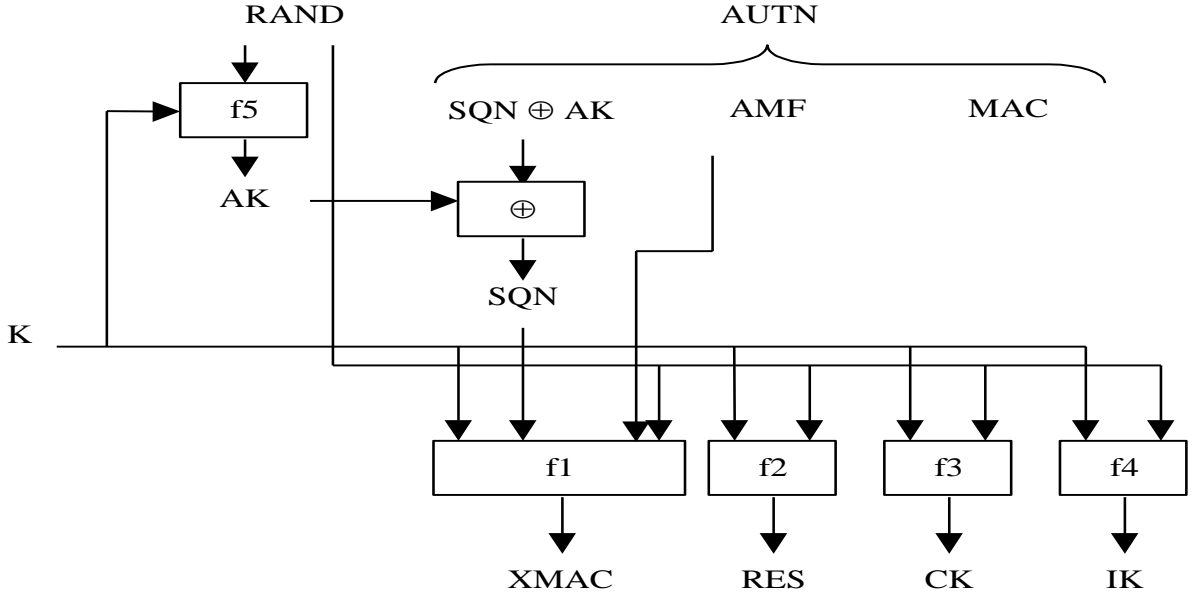 RAND
AUTN
f5
SQN ⊕ AK
AMF
MAC
AK
⊕
SQN
K
f1
f2
f3
f4
XMAC
RES
CK
IK